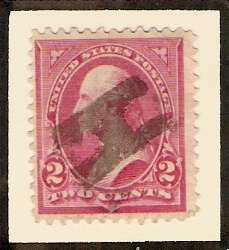 UNITED STATES POSTAGE
2 2
TWO CENTS